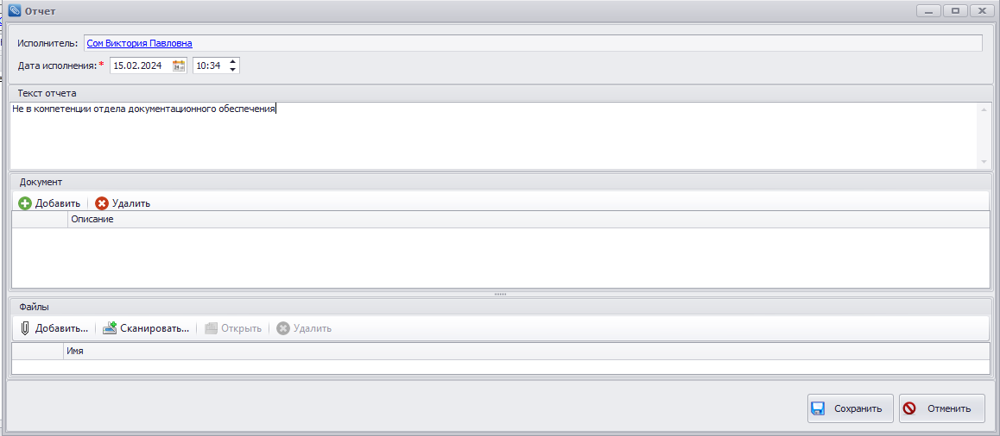 Отчет
Исполнитель: Сом Виктория Павловна
Дата исполнения:* 15.02.2024 10:34
Текст отчета
Не в компетенции отдела документационного обеспечения
Документ
Добавить Удалить
Описание
Файлы
Добавить... Сканировать... Открыть Удалить
Имя
Сохранить Отменить